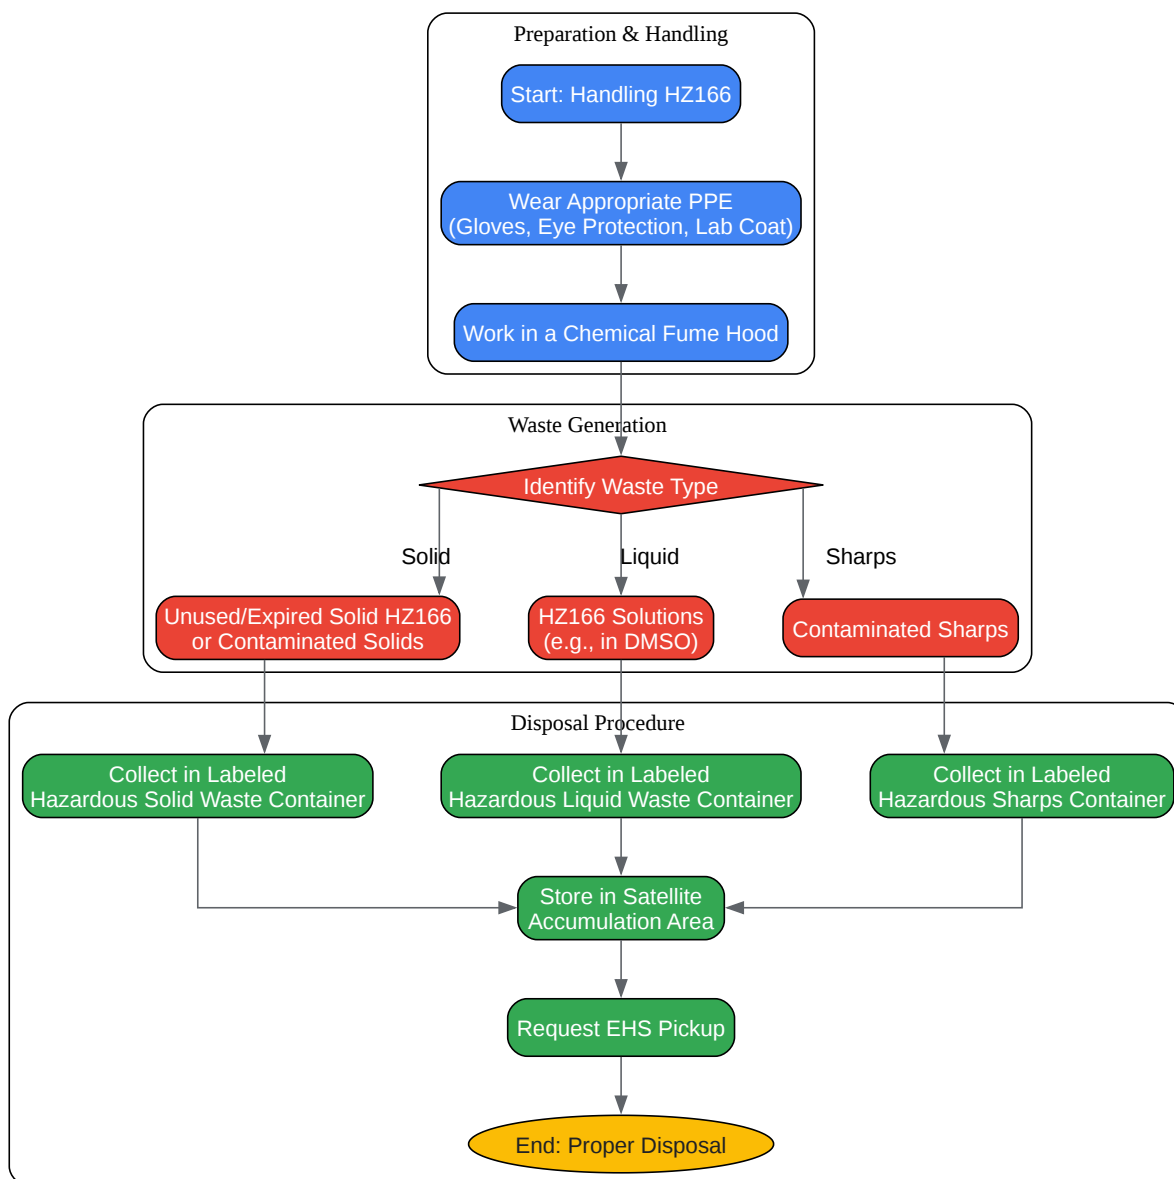 Preparation & Handling
Start: Handling HZ166
Wear Appropriate PPE
(Gloves, Eye Protection, Lab Coat)
Work in a Chemical Fume Hood
Waste Generation
Identify Waste Type
Solid
Liquid
Sharps
Unused/Expired Solid HZ166
or Contaminated Solids
HZ166 Solutions
(e.g., in DMSO)
Contaminated Sharps
Disposal Procedure
Collect in Labeled
Hazardous Solid Waste Container
Collect in Labeled
Hazardous Liquid Waste Container
Collect in Labeled
Hazardous Sharps Container
Store in Satellite
Accumulation Area
Request EHS Pickup
End: Proper Disposal